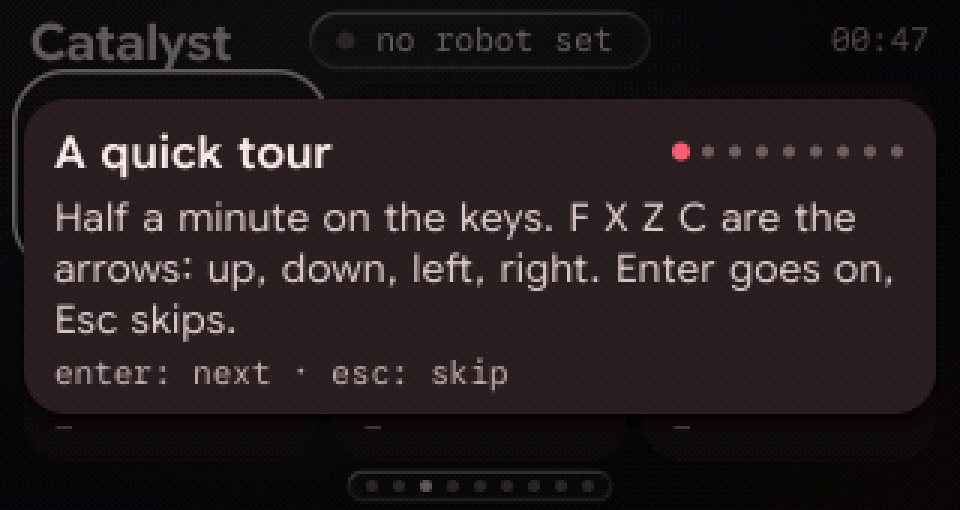 Catalyst
no robot set
00:47
A quick tour
Half a minute on the keys. F X Z C are the
arrows: up, down, left, right. Enter goes on,
Esc skips.
enter: next · esc: skip
– – –